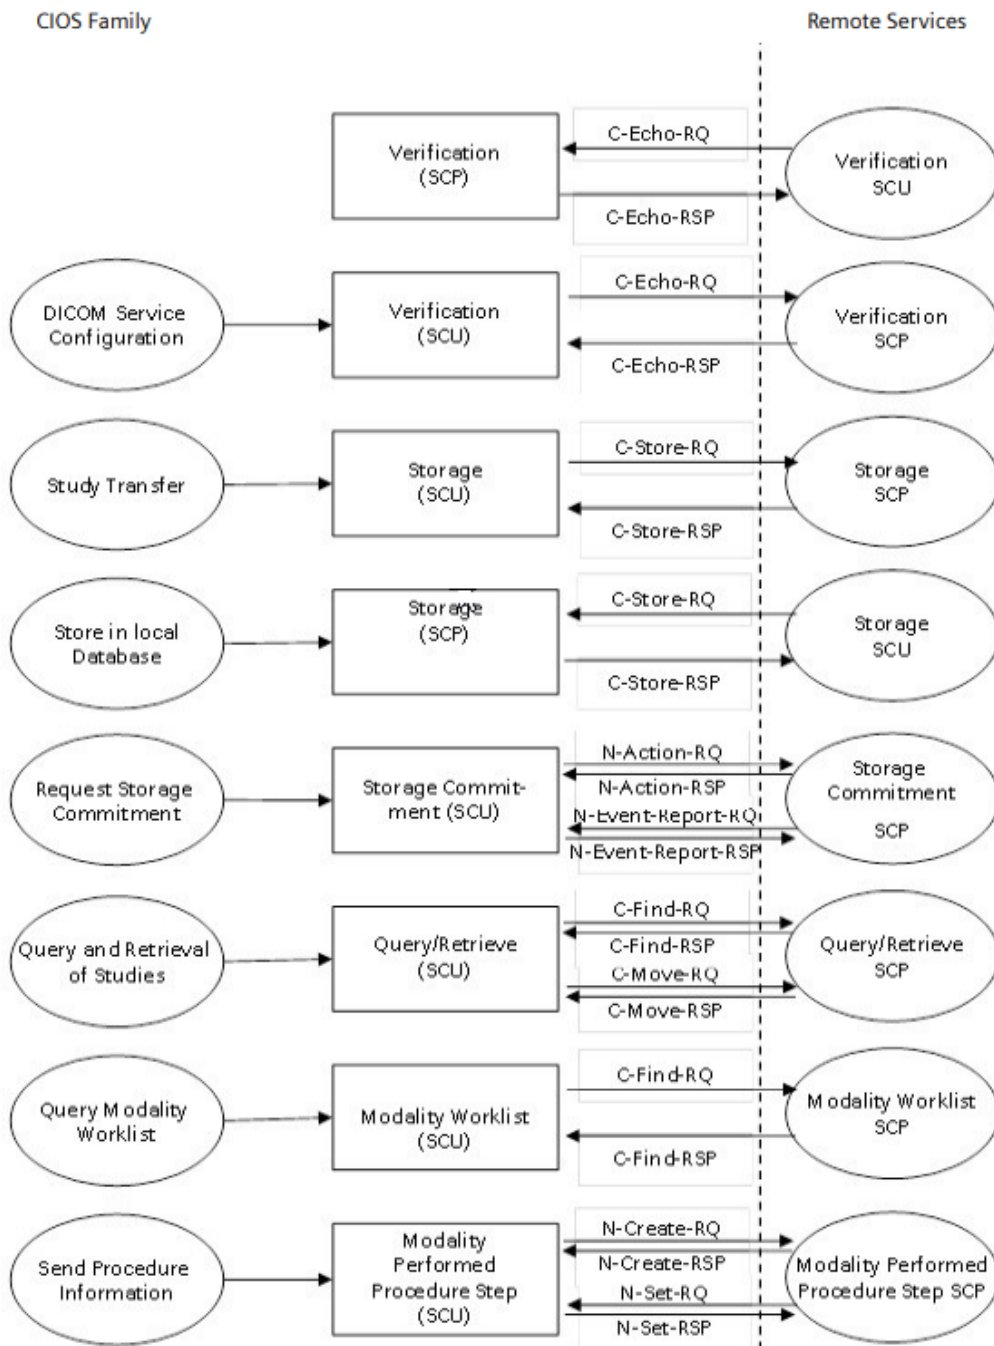 CIOS Family
Remote Services
Verification
(SCP)
C-Echo-RQ
C-Echo-RSP
Verification
SCU
DICOM Service
Configuration
Verification
(SCU)
C-Echo-RQ
C-Echo-RSP
Verification
SCP
Study Transfer
Storage
(SCU)
C-Store-RQ
C-Store-RSP
Storage
SCP
Store in local
Database
Storage
(SCP)
C-Store-RQ
C-Store-RSP
Storage
SCU
Request Storage
Commitment
Storage Commit-
ment (SCU)
N-Action-RQ
N-Action-RSP
N-Event-Report-RQ
N-Event-Report-RSP
Storage
Commitment
SCP
Query and Retrieval
of Studies
Query/Retrieve
(SCU)
C-Find-RQ
C-Find-RSP
C-Move-RQ
C-Move-RSP
Query/Retrieve
SCP
Query Modality
Worklist
Modality Worklist
(SCU)
C-Find-RQ
C-Find-RSP
Modality Worklist
SCP
Send Procedure
Information
Modality
Performed
Procedure Step
(SCU)
N-Create-RQ
N-Create-RSP
N-Set-RQ
N-Set-RSP
Modality Performed
Procedure Step SCP